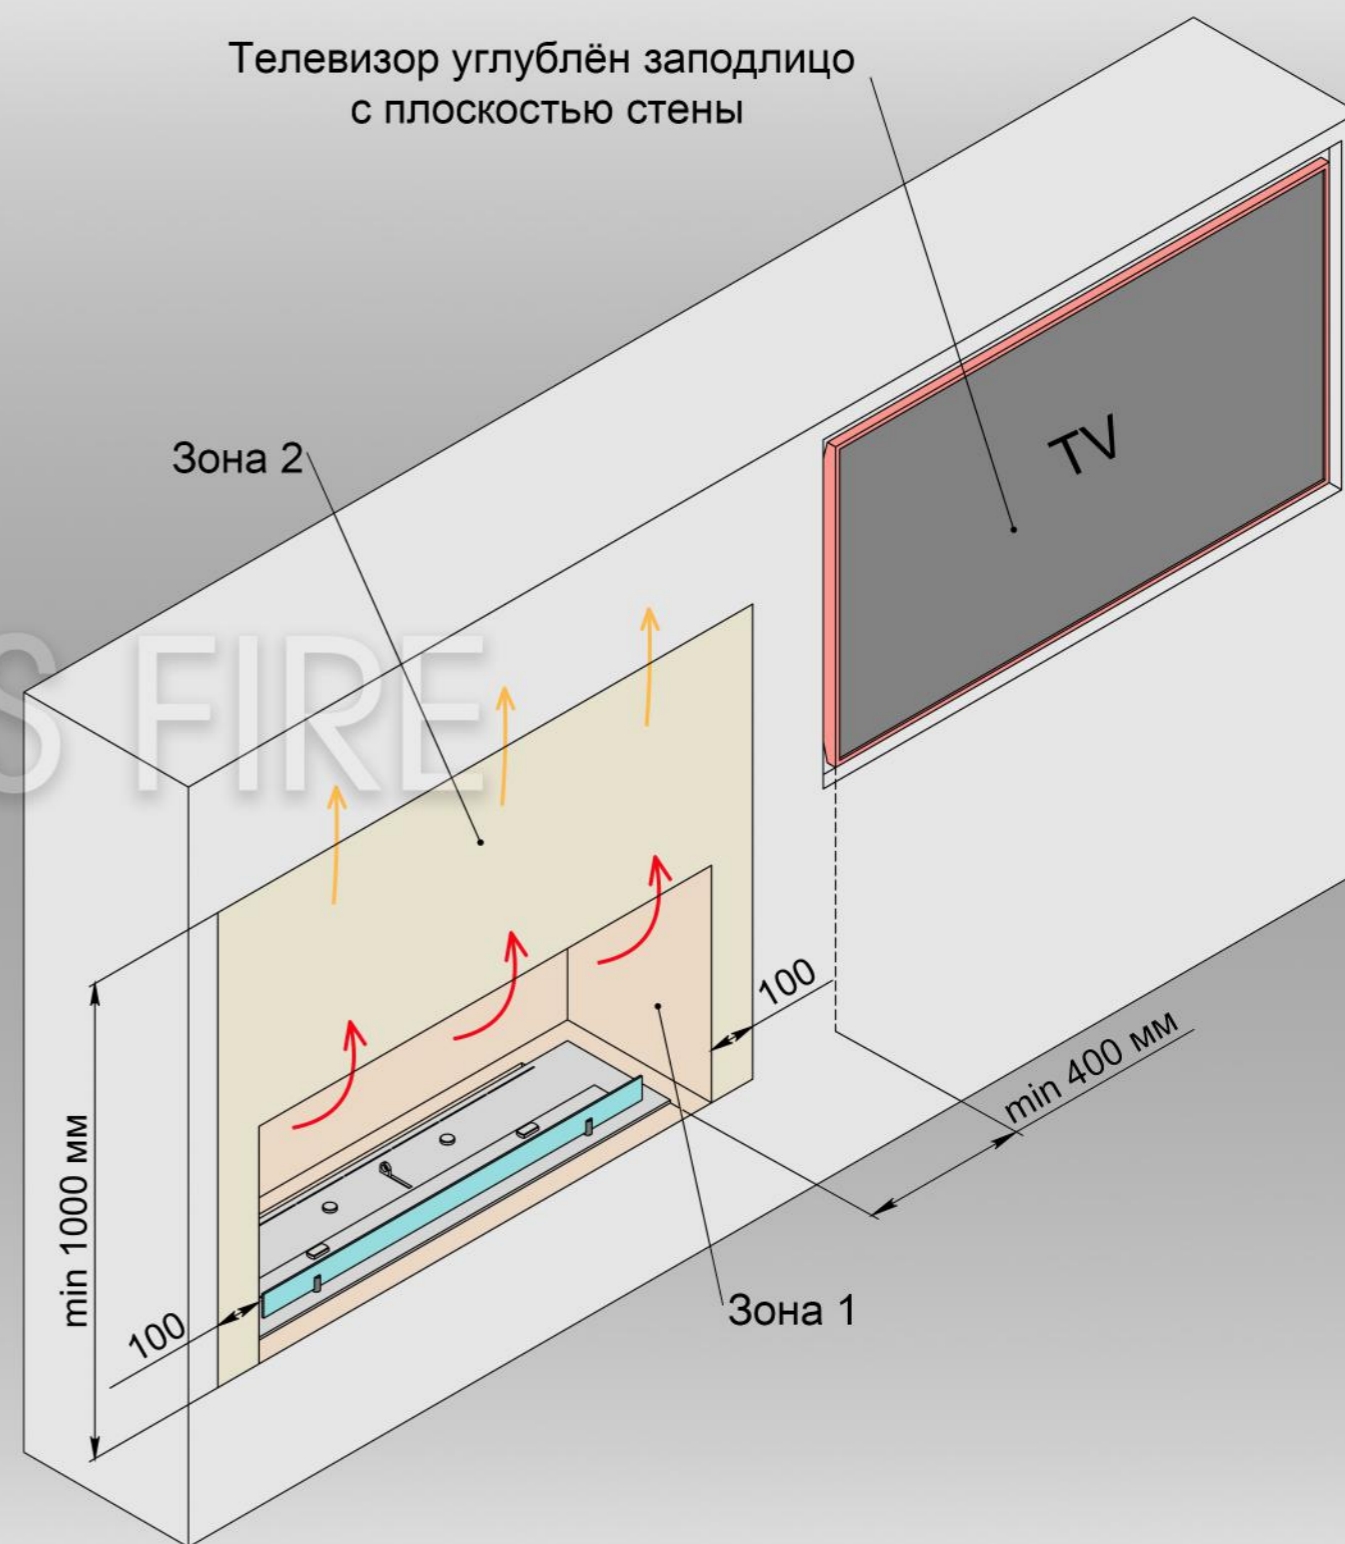 Телевизор углублён заподлицо
с плоскостью стены
TV
Зона 2
S FIRE
100
min 400 мм
min 1000 мм
100
Зона 1